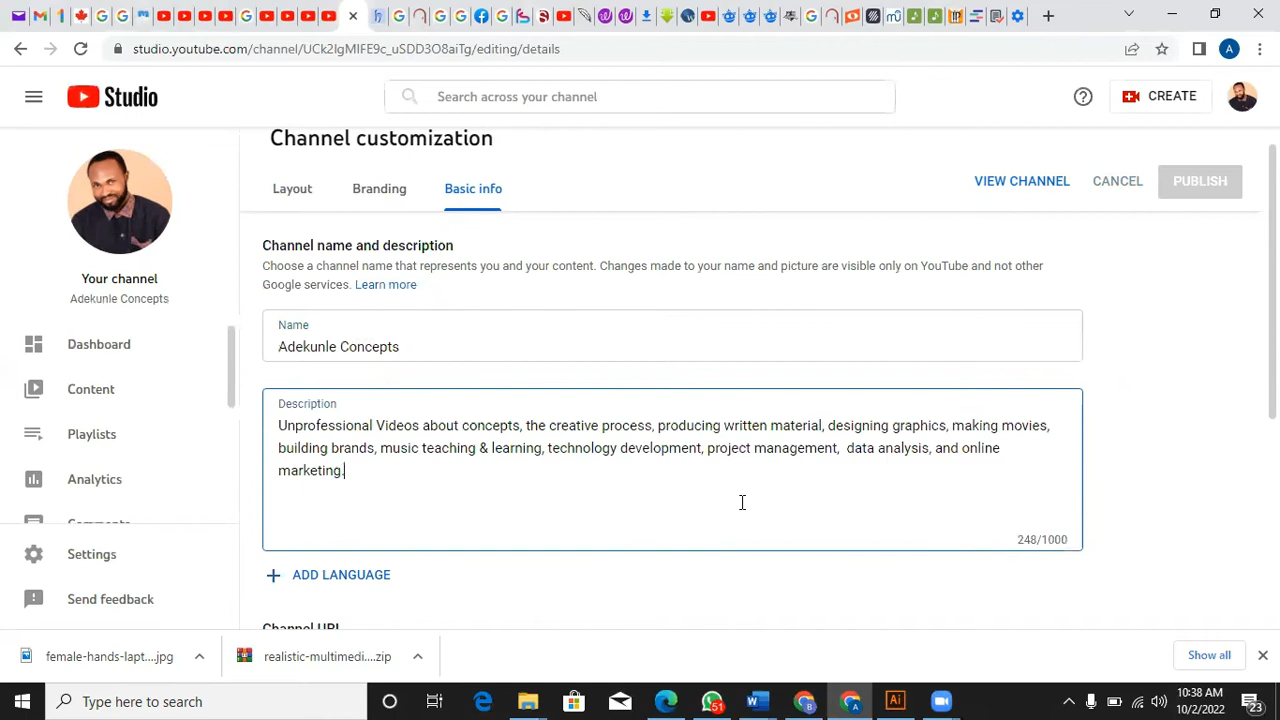 studio.youtube.com/channel/UCk2IgMIFE9c_uSDD3O8aiTg/editing/details
A
Studio
Search across your channel
CREATE
Channel customization
Layout
Branding
Basic info
VIEW CHANNEL
CANCEL
PUBLISH
Your channel
Adekunle Concepts
Dashboard
Content
Playlists
Analytics
Comments
Settings
Send feedback
Channel name and description
Choose a channel name that represents you and your content. Changes made to your name and picture are visible only on YouTube and not other
Google services. Learn more
Name
Adekunle Concepts
Description
Unprofessional Videos about concepts, the creative process, producing written material, designing graphics, making movies,
building brands, music teaching & learning, technology development, project management,  data analysis, and online
marketing.
248/1000
ADD LANGUAGE
Channel URL
female-hands-lapt....jpg
realistic-multimedi....zip
Show all
Type here to search
51
10:38 AM
10/2/2022
23